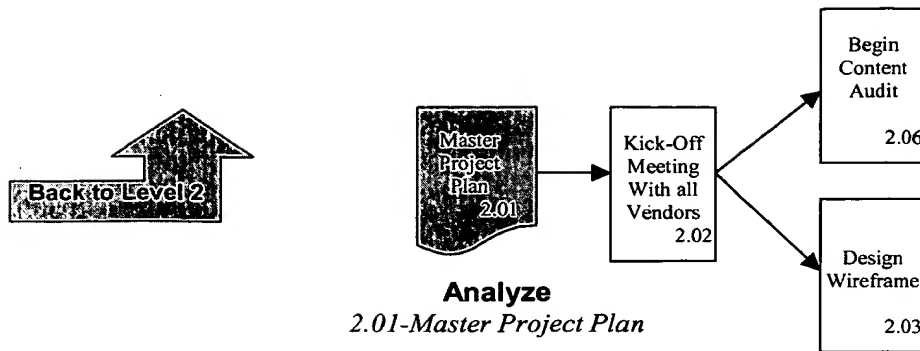 Begin
Content
Audit
2.06
Master
Project
Plan
2.01
Kick-Off
Meeting
With all
Vendors
2.02
Back to Level 2
Design
Wireframe
2.03
Analyze
2.01-Master Project Plan